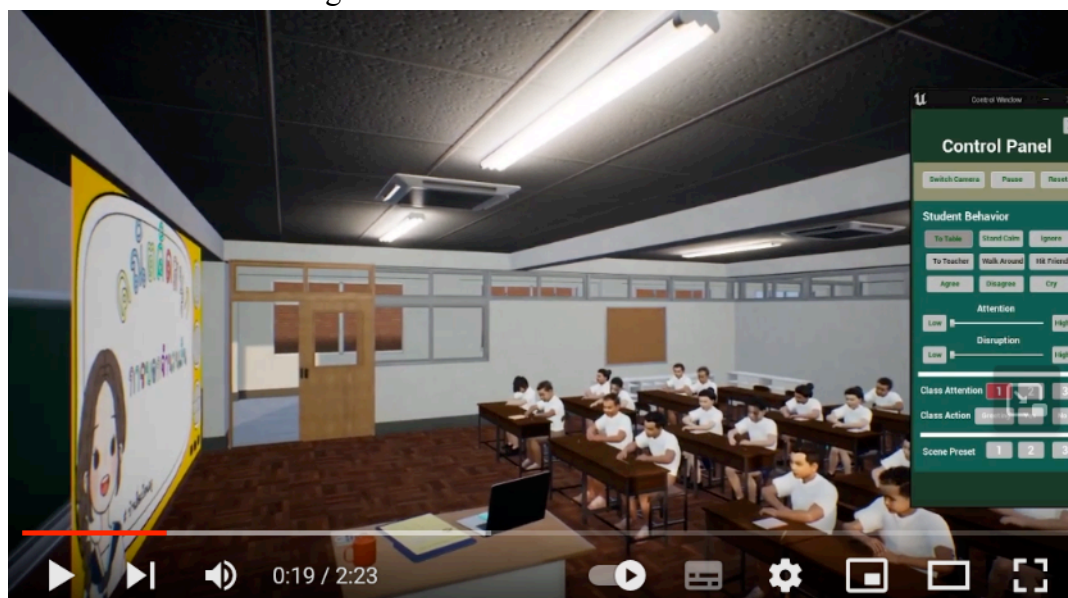 Control Window
Control Panel
Switch Camera Pause Reset
Student Behavior
To Table Stand Calm Ignore
To Teacher Walk Around Hit Friend
Agree Disagree Cry
Attention
Low High
Disruption
Low High
Class Attention 1 2 3
Class Action
Scene Preset 1 2 3
0:19 / 2:23